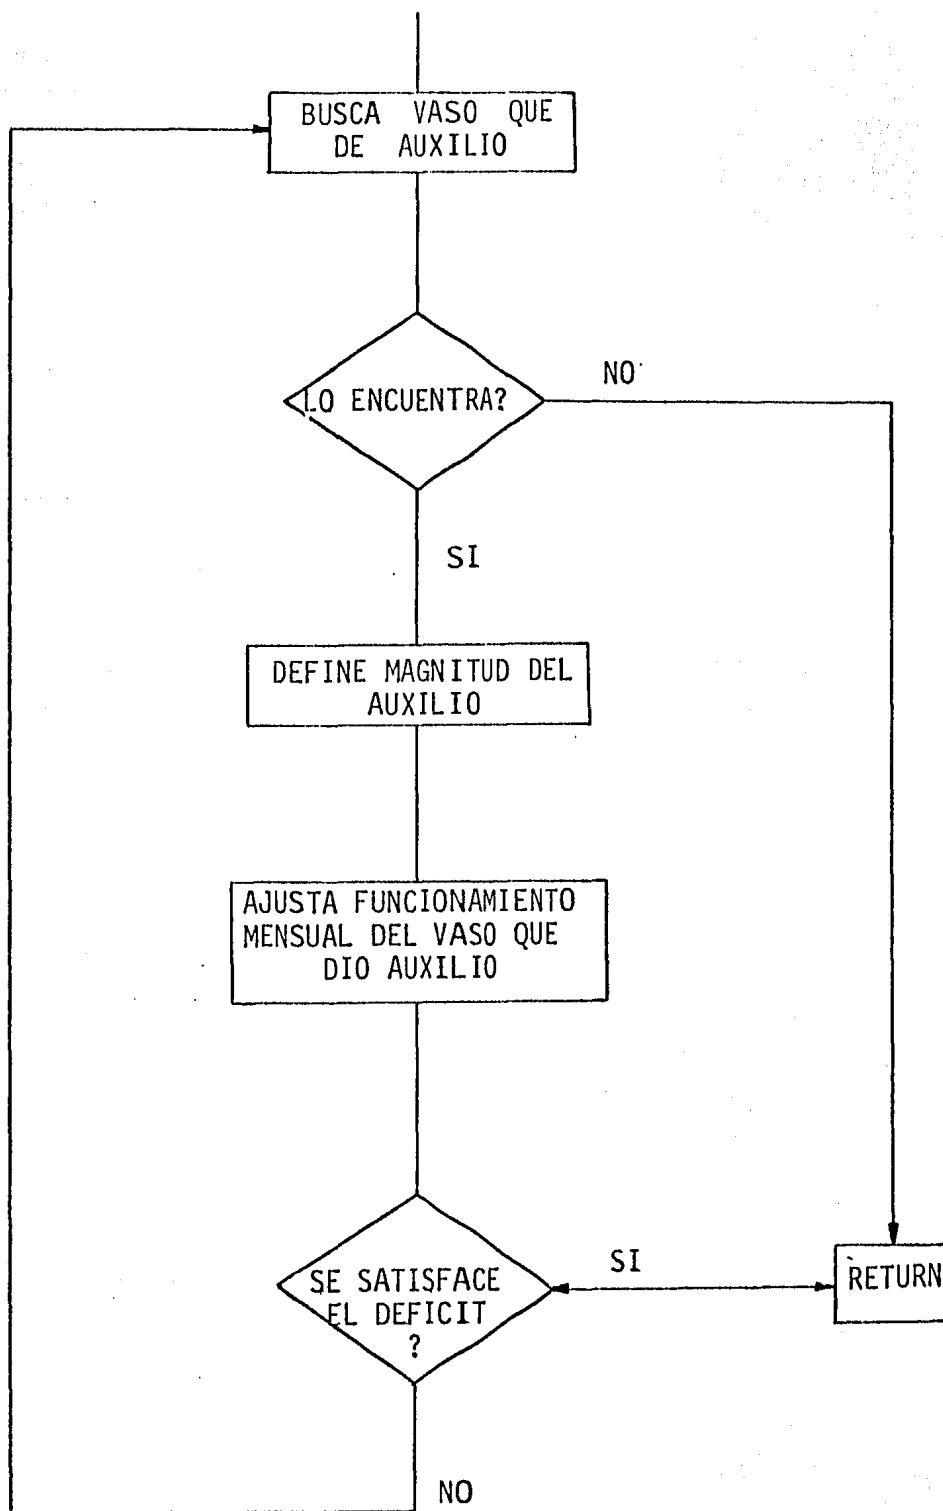 BUSCA VASO QUE
DE AUXILIO
LO ENCUENTRA?
NO
SI
DEFINE MAGNITUD DEL
AUXILIO
AJUSTA FUNCIONAMIENTO
MENSUAL DEL VASO QUE
DIO AUXILIO
SE SATISFACE
EL DEFICIT
?
SI
RETURN
NO